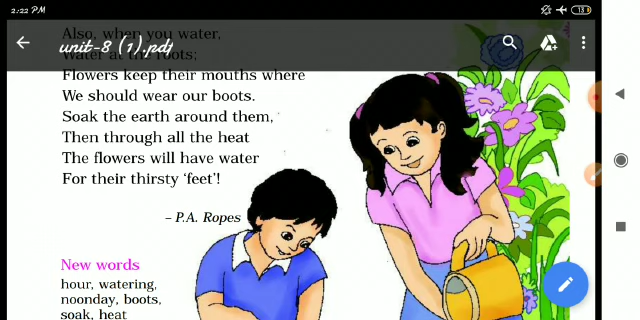 2:22 PM
13
Also, when you water,
unit-8 (1).pdf
Water at the roots;
Flowers keep their mouths where
We should wear our boots.
Soak the earth around them,
Then through all the heat
The flowers will have water
For their thirsty ‘feet’!
– P.A. Ropes
New words
hour, watering,
noonday, boots,
soak, heat